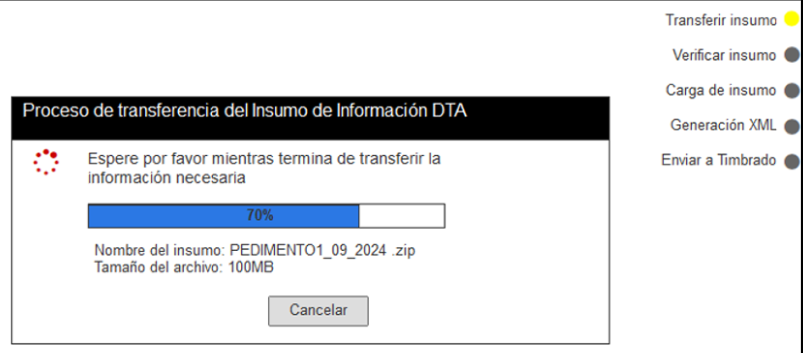 Transferir insumo
Verificar insumo
Carga de insumo
Generación XML
Enviar a Timbrado
Proceso de transferencia del Insumo de Información DTA
Espere por favor mientras termina de transferir la
información necesaria
70%
Nombre del insumo: PEDIMENTO1_09_2024 .zip
Tamaño del archivo: 100MB
Cancelar